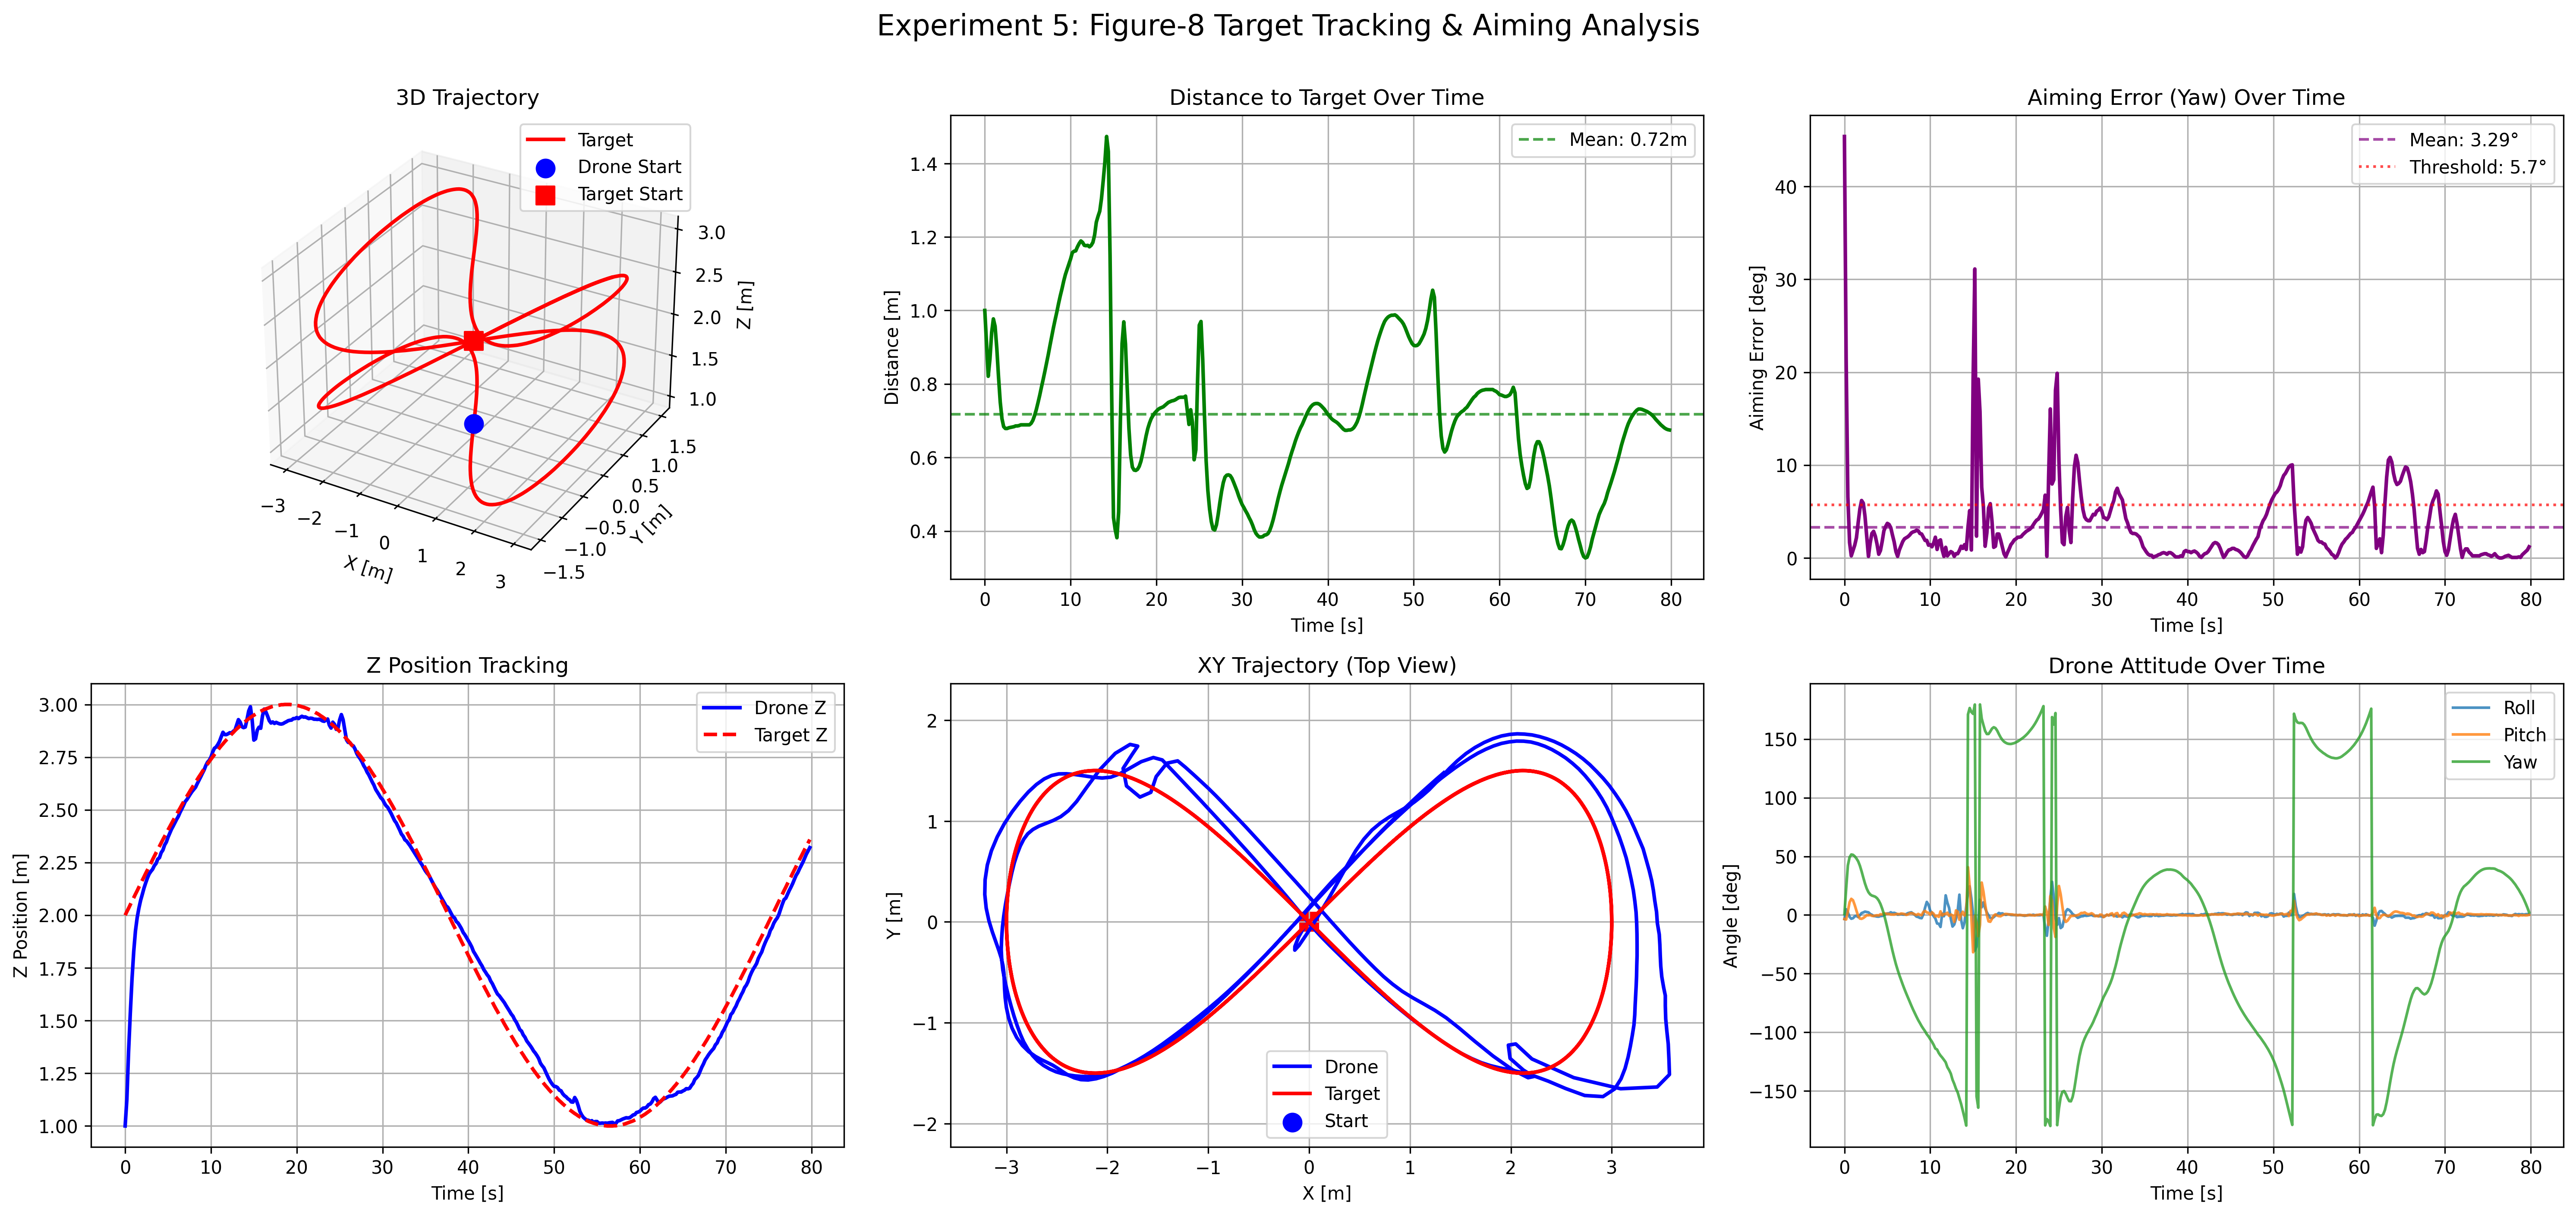 Experiment 5: Figure-8 Target Tracking & Aiming Analysis
3D Trajectory
Target
Drone Start
Target Start
3.0
2.5
2.0
1.5
1.0
Z [m]
−3
−2
−1
0
1
2
3
X [m]
−1.5
−1.0
−0.5
0.0
0.5
1.0
1.5
Y [m]
Distance to Target Over Time
Mean: 0.72m
1.4
1.2
1.0
0.8
0.6
0.4
Distance [m]
0 10 20 30 40 50 60 70 80
Time [s]
Aiming Error (Yaw) Over Time
Mean: 3.29°
Threshold: 5.7°
40
30
20
10
0
Aiming Error [deg]
0 10 20 30 40 50 60 70 80
Time [s]
Z Position Tracking
Drone Z
Target Z
3.00
2.75
2.50
2.25
2.00
1.75
1.50
1.25
1.00
Z Position [m]
0 10 20 30 40 50 60 70 80
Time [s]
XY Trajectory (Top View)
2
1
0
−1
−2
Y [m]
Drone
Target
Start
−3 −2 −1 0 1 2 3
X [m]
Drone Attitude Over Time
Roll
Pitch
Yaw
150
100
50
0
−50
−100
−150
Angle [deg]
0 10 20 30 40 50 60 70 80
Time [s]